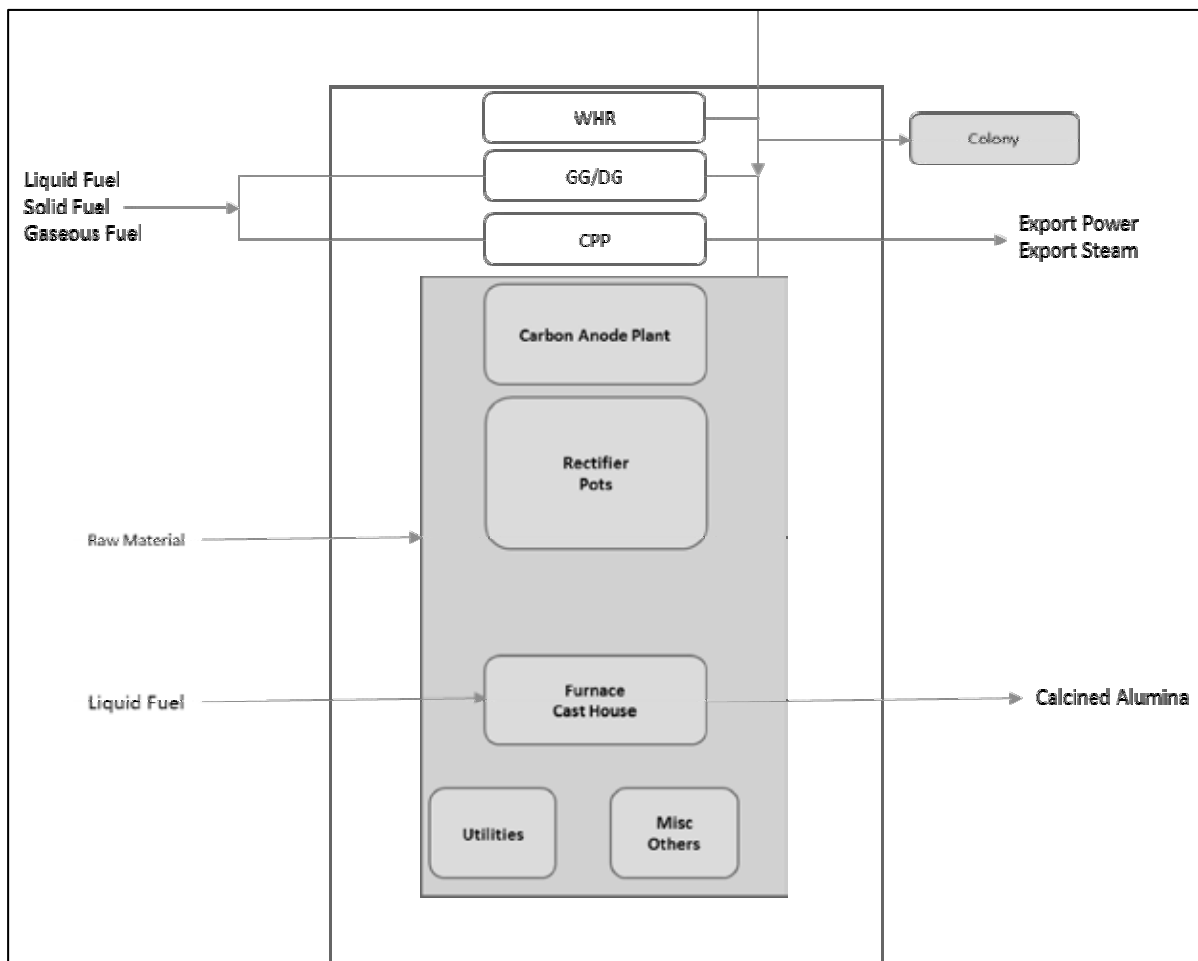 WHR
Colony
GG/DG
Liquid Fuel
Solid Fuel
Gaseous Fuel
CPP
Export Power
Export Steam
Carbon Anode Plant
Rectifier
Pots
Raw Material
Liquid Fuel
Furnace
Cast House
Calcined Alumina
Utilities
Misc
Others